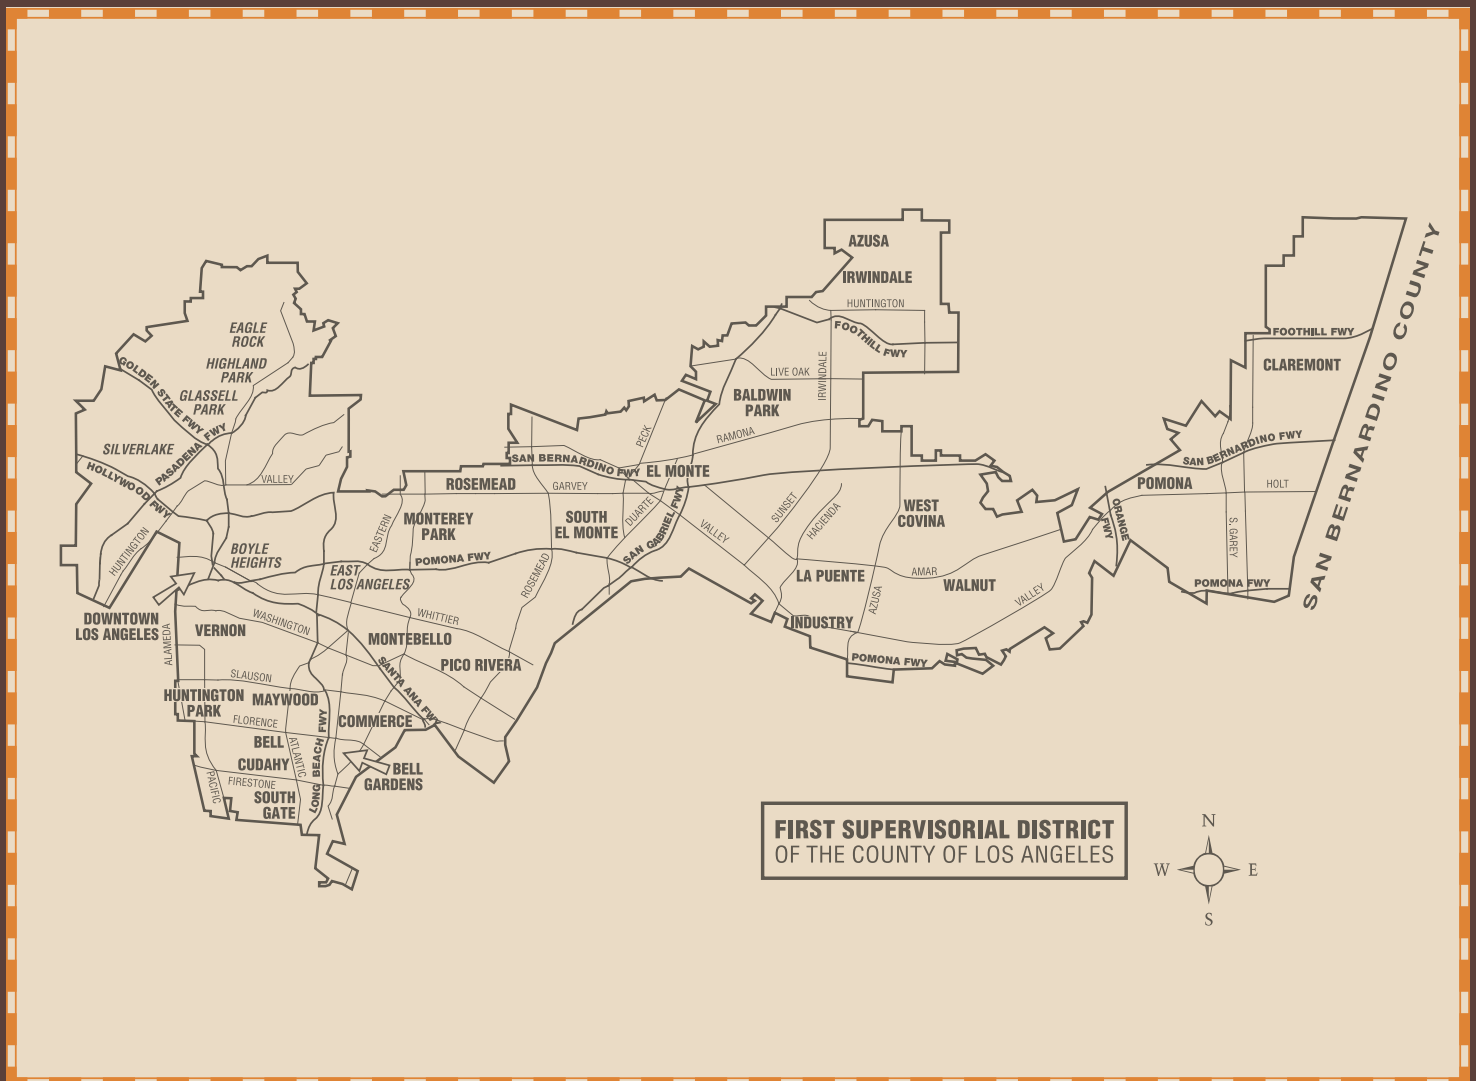 AZUSA
IRWINDALE
HUNTINGTON
FOOTHILL FWY
IRWINDALE
LIVE OAK
BALDWIN
PARK
RAMONA
PECK
EAGLE
ROCK
HIGHLAND
PARK
GLASSELL
PARK
GOLDEN STATE FWY
PASADENA FWY
SILVERLAKE
HOLLYWOOD FWY
VALLEY
HUNTINGTON
BOYLE
HEIGHTS
EAST
LOS ANGELES
EASTERN
MONTEREY
PARK
ROSEMEAD
GARVEY
SAN BERNARDINO FWY
EL MONTE
SOUTH
EL MONTE
DUARTE
SAN GABRIEL FWY
VALLEY
SUNSET
HACIENDA
WEST
COVINA
POMONA FWY
ROSEMEAD
LA PUENTE
AMAR
AZUSA
WALNUT
VALLEY
INDUSTRY
POMONA FWY
FOOTHILL FWY
CLAREMONT
SAN BERNARDINO FWY
POMONA
HOLT
ORANGE
FWY
S. GAREY
POMONA FWY
SAN BERNARDINO COUNTY
DOWNTOWN
LOS ANGELES
ALAMEDA
VERNON
WASHINGTON
WHITTIER
MONTEBELLO
PICO RIVERA
SANTA ANA FWY
SLAUSON
HUNTINGTON
PARK
MAYWOOD
COMMERCE
FLORENCE
BELL
ATLANTIC
LONG BEACH FWY
CUDAHY
BELL
GARDENS
PACIFIC
FIRESTONE
SOUTH
GATE
FIRST SUPERVISORIAL DISTRICT
OF THE COUNTY OF LOS ANGELES
N
W
E
S